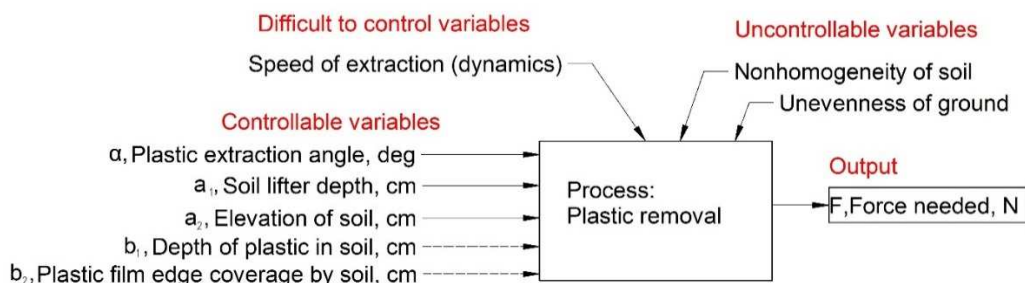 Difficult to control variables
Uncontrollable variables
Speed of extraction (dynamics)
Nonhomogeneity of soil
Unevenness of ground
Controllable variables
α, Plastic extraction angle, deg
a₁, Soil lifter depth, cm
a₂, Elevation of soil, cm
b₁, Depth of plastic in soil, cm
b₂, Plastic film edge coverage by soil, cm
Process:
Plastic removal
Output
F,Force needed, N